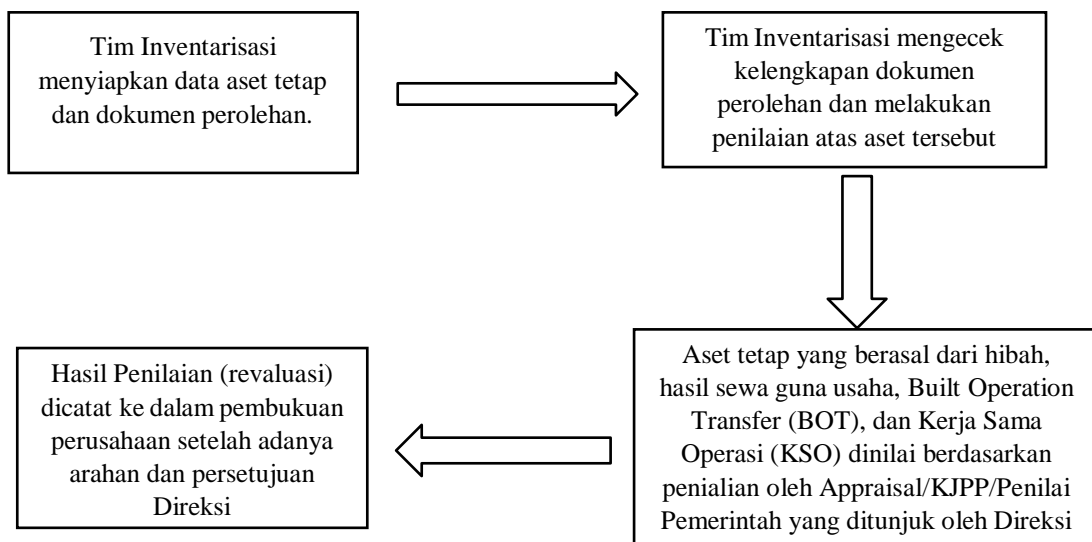 Tim Inventarisasi
menyiapkan data aset tetap
dan dokumen perolehan.
Tim Inventarisasi mengecek
kelengkapan dokumen
perolehan dan melakukan
penilaian atas aset tersebut
Aset tetap yang berasal dari hibah,
hasil sewa guna usaha, Built Operation
Transfer (BOT), dan Kerja Sama
Operasi (KSO) dinilai berdasarkan
penialian oleh Appraisal/KJPP/Penilai
Pemerintah yang ditunjuk oleh Direksi
Hasil Penilaian (revaluasi)
dicatat ke dalam pembukuan
perusahaan setelah adanya
arahan dan persetujuan
Direksi